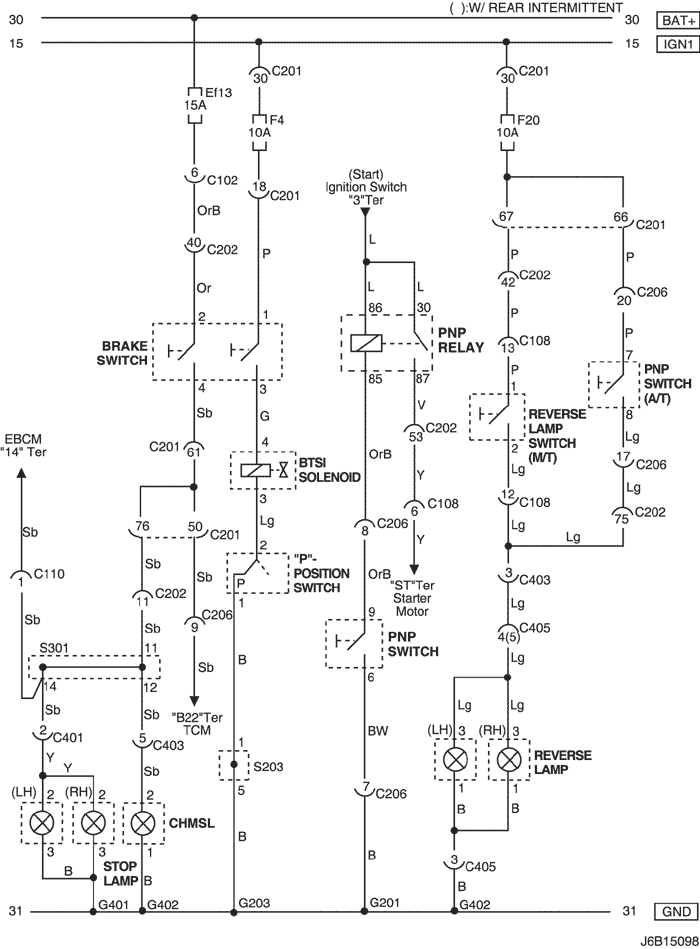 ( ):W/ REAR INTERMITTENT
30 30 BAT+
15 15 IGN1
C201 C201
30 30
Ef13
15A
F4
10A
F20
10A
6 C102
18 C201
(Start)
Ignition Switch
"3"Ter
OrB
67 66 C201
40 C202
P
L
P P
C202
42
C206
20
Or
L L
P P
2 1 86 30
C108
13
BRAKE
SWITCH
PNP
RELAY
P
7
PNP
SWITCH
(A/T)
4 3 85 87
1
8
REVERSE
LAMP
SWITCH
(M/T)
Sb G V
2
Lg
EBCM
"14" Ter
C201 61
4
BTSI
SOLENOID
OrB
C202
53
Lg
17
C206
3
Y
Lg
76 50 C201
Lg
12 C108
75 C202
C108
6
Sb
2
C206
8
Lg
Lg
Y
Sb Sb
"P"-
POSITION
SWITCH
P
1
C110
1
OrB
"ST"Ter
Starter
Motor
3
C403
C202
11
Lg
Sb
C206
9
9
PNP
SWITCH
C405
4(5)
Sb
S301 11
B
Lg
Sb
14 12
6
Sb Sb
"B22"Ter
TCM
Lg Lg
2
C401
5
C403
BW
(LH) 3 (RH) 3
REVERSE
LAMP
Y Y
1
S203
5
Sb
7
C206
1 1
(LH) 2 (RH) 2 2
B B
CHMSL
3 3 1
B
B
3
C405
B
STOP
LAMP
B
B
31 G401 G402 G203 G201 G402 31 GND
J6B15098